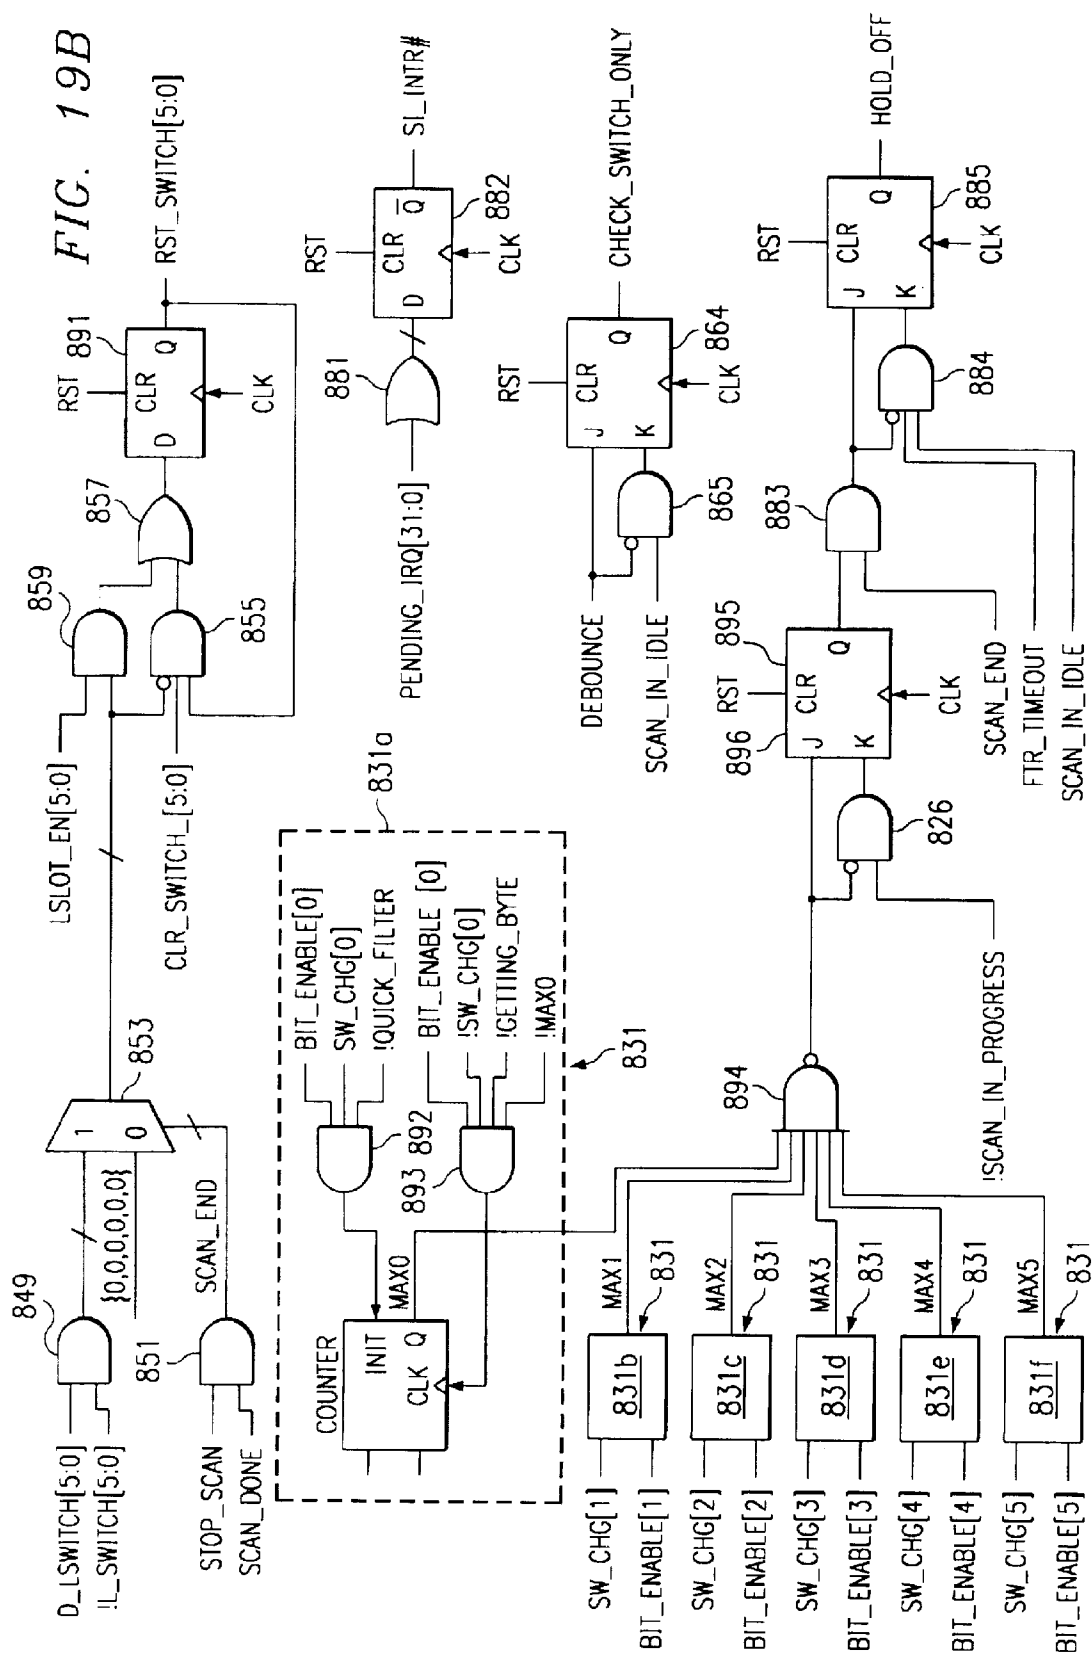 FIG. 19B
D_LSWITCH[5:0]
!L_SWITCH[5:0]
849
{0,0,0,0,0,0}
STOP_SCAN
SCAN_DONE
851
SCAN_END
1
0
853
LSLOT_EN[5:0]
CLR_SWITCH_[5:0]
859
855
857
RST
891
D
CLR
Q
CLK
RST_SWITCH[5:0]
831a
COUNTER
INIT
CLK
Q
MAX0
BIT_ENABLE[0]
SW_CHG[0]
!QUICK_FILTER
892
BIT_ENABLE [0]
!SW_CHG[0]
!GETTING_BYTE
!MAX0
893
831
PENDING_IRQ[31:0]
881
RST
D
CLR
Q
882
CLK
SI_INTR#
DEBOUNCE
SCAN_IN_IDLE
865
RST
J
CLR
K
Q
864
CLK
CHECK_SWITCH_ONLY
SW_CHG[1]
BIT_ENABLE[1]
831b
MAX1
831
SW_CHG[2]
BIT_ENABLE[2]
831c
MAX2
831
SW_CHG[3]
BIT_ENABLE[3]
831d
MAX3
831
SW_CHG[4]
BIT_ENABLE[4]
831e
MAX4
831
SW_CHG[5]
BIT_ENABLE[5]
831f
MAX5
831
894
!SCAN_IN_PROGRESS
826
896
RST
895
J
CLR
K
Q
CLK
SCAN_END
FTR_TIMEOUT
SCAN_IN_IDLE
883
884
RST
J
CLR
K
Q
885
CLK
HOLD_OFF